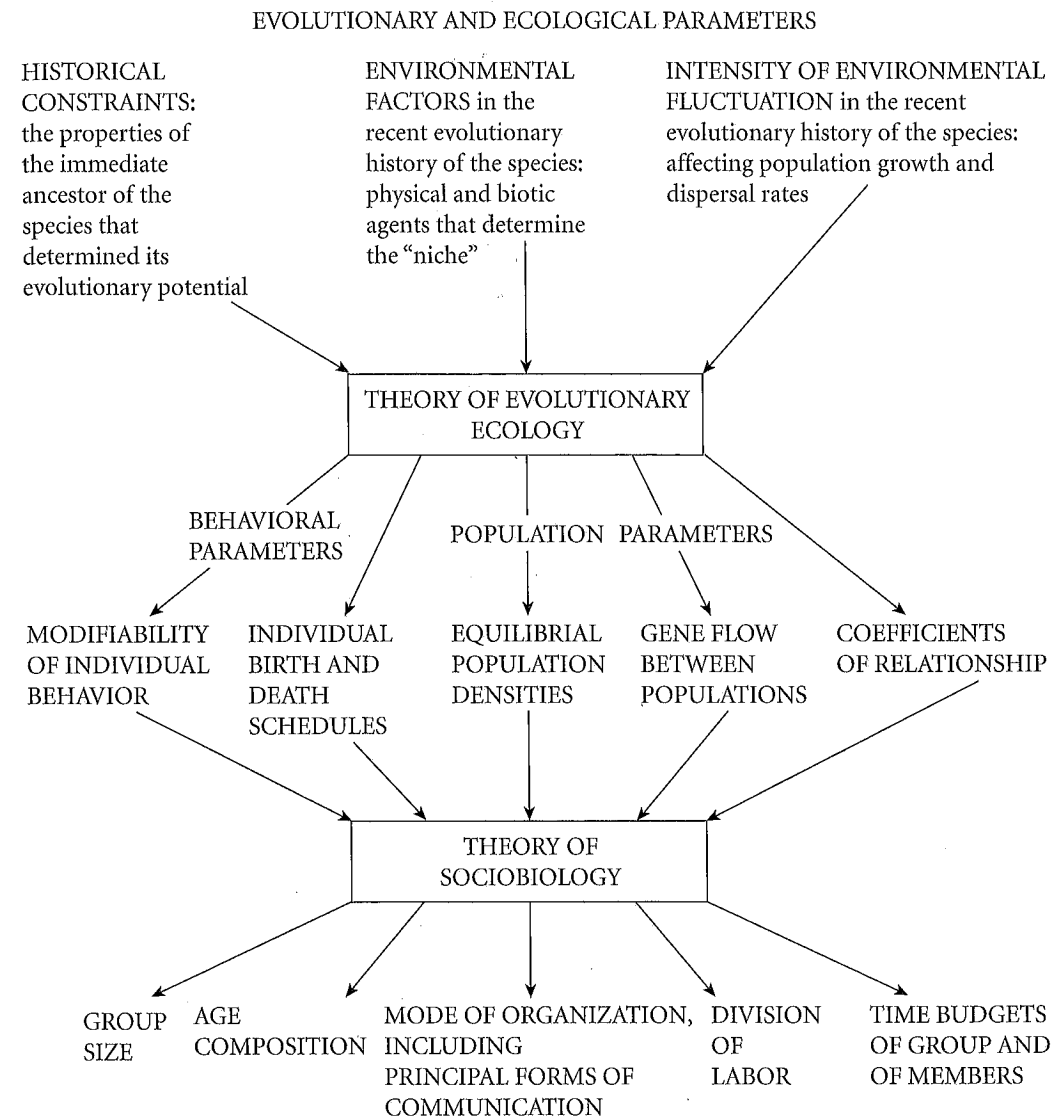 EVOLUTIONARY AND ECOLOGICAL PARAMETERS
HISTORICAL
CONSTRAINTS:
the properties of
the immediate
ancestor of the
species that
determined its
evolutionary potential
ENVIRONMENTAL
FACTORS in the
recent evolutionary
history of the species:
physical and biotic
agents that determine
the “niche”
INTENSITY OF ENVIRONMENTAL
FLUCTUATION in the recent
evolutionary history of the species:
affecting population growth and
dispersal rates
THEORY OF EVOLUTIONARY
ECOLOGY
BEHAVIORAL
PARAMETERS
POPULATION PARAMETERS
MODIFIABILITY
OF INDIVIDUAL
BEHAVIOR
INDIVIDUAL
BIRTH AND
DEATH
SCHEDULES
EQUILIBRIAL
POPULATION
DENSITIES
GENE FLOW
BETWEEN
POPULATIONS
COEFFICIENTS
OF RELATIONSHIP
THEORY OF
SOCIOBIOLOGY
GROUP
SIZE
AGE
COMPOSITION
MODE OF ORGANIZATION,
INCLUDING
PRINCIPAL FORMS OF
COMMUNICATION
DIVISION
OF
LABOR
TIME BUDGETS
OF GROUP AND
OF MEMBERS